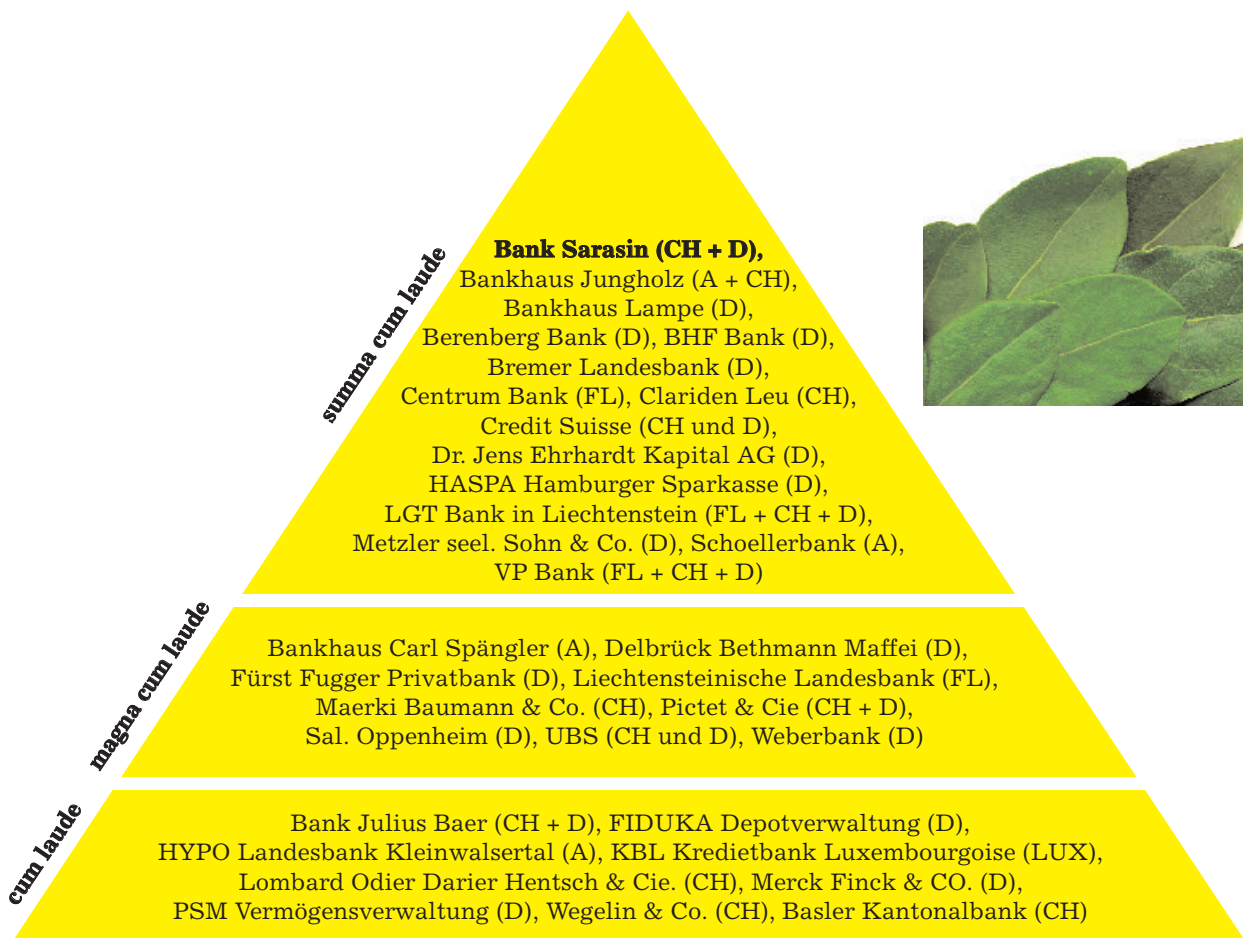 summa cum laude
Bank Sarasin (CH + D),
Bankhaus Jungholz (A + CH),
Bankhaus Lampe (D),
Berenberg Bank (D), BHF Bank (D),
Bremer Landesbank (D),
Centrum Bank (FL), Clariden Leu (CH),
Credit Suisse (CH und D),
Dr. Jens Ehrhardt Kapital AG (D),
HASPA Hamburger Sparkasse (D),
LGT Bank in Liechtenstein (FL + CH + D),
Metzler seel. Sohn & Co. (D), Schoellerbank (A),
VP Bank (FL + CH + D)
magna cum laude
Bankhaus Carl Spängler (A), Delbrück Bethmann Maffei (D),
Fürst Fugger Privatbank (D), Liechtensteinische Landesbank (FL),
Maerki Baumann & Co. (CH), Pictet & Cie (CH + D),
Sal. Oppenheim (D), UBS (CH und D), Weberbank (D)
cum laude
Bank Julius Baer (CH + D), FIDUKA Depotverwaltung (D),
HYPO Landesbank Kleinwalsertal (A), KBL Kredietbank Luxembourgoise (LUX),
Lombard Odier Darier Hentsch & Cie. (CH), Merck Finck & CO. (D),
PSM Vermögensverwaltung (D), Wegelin & Co. (CH), Basler Kantonalbank (CH)